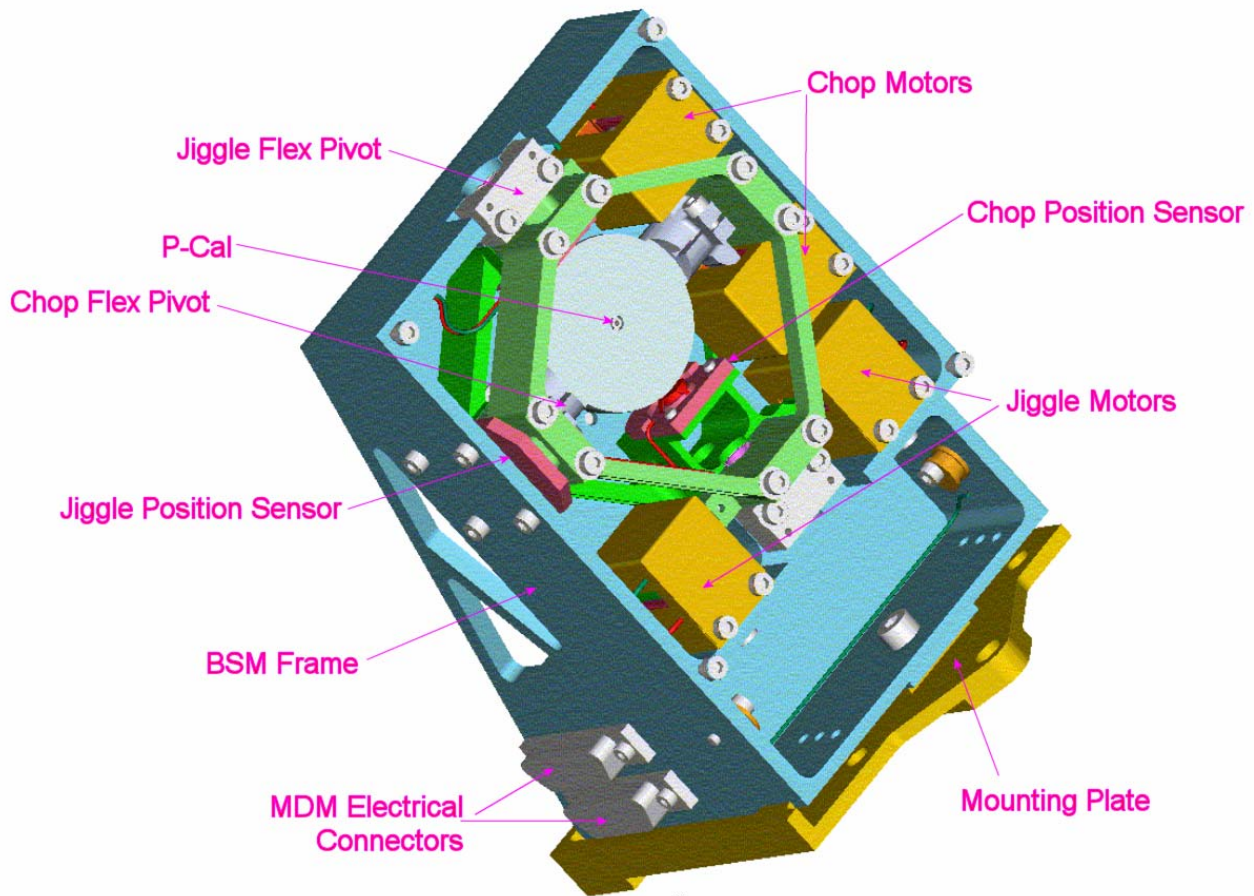 Chop Motors
Jiggle Flex Pivot
Chop Position Sensor
P-Cal
Chop Flex Pivot
Jiggle Motors
Jiggle Position Sensor
BSM Frame
MDM Electrical
Connectors
Mounting Plate